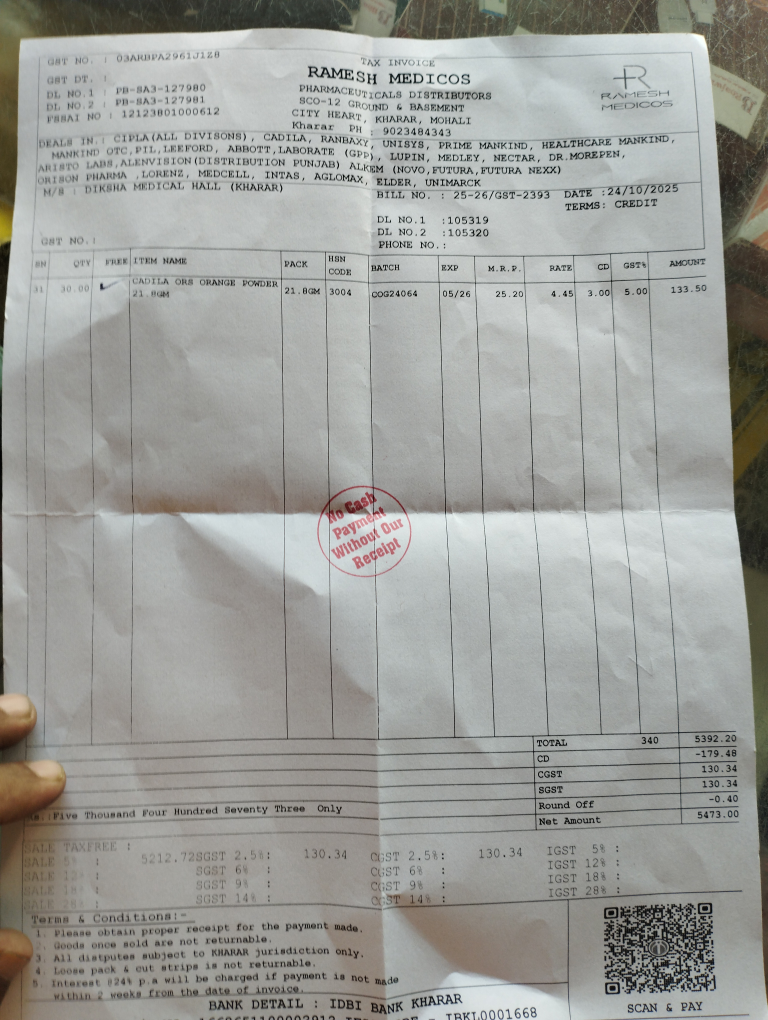 GST NO. : 03ARBPA2961J1Z8
TAX INVOICE
GST DT. :
RAMESH MEDICOS
DL NO.1 : PB-SA3-127980
PHARMACEUTICALS DISTRIBUTORS
DL NO.2 : PB-SA3-127981
SCO-12 GROUND & BASEMENT
FSSAI NO : 12123801000612
CITY HEART, KHARAR, MOHALI
Kharar PH : 9023484343
RAMESH
MEDICOS
DEALS IN.: CIPLA(ALL DIVISONS), CADILA, RANBAXY, UNISYS, PRIME MANKIND, HEALTHCARE MANKIND,
MANKIND OTC,PIL,LEEFORD, ABBOTT,LABORATE (GPP), LUPIN, MEDLEY, NECTAR, DR.MOREPEN,
ARISTO LABS,ALENVISION(DISTRIBUTION PUNJAB) ALKEM (NOVO,FUTURA,FUTURA NEXX)
ORISON PHARMA ,LORENZ, MEDCELL, INTAS, AGLOMAX, ELDER, UNIMARCK
M/S : DIKSHA MEDICAL HALL (KHARAR)
BILL NO. : 25-26/GST-2393 DATE :24/10/2025
TERMS: CREDIT
DL NO.1 :105319
DL NO.2 :105320
PHONE NO.:
GST NO.:
SN QTY FREE ITEM NAME PACK HSN CODE BATCH EXP M.R.P. RATE CD GST% AMOUNT
31 30.00 CADILA ORS ORANGE POWDER 21.8GM 3004 COG24064 05/26 25.20 4.45 3.00 5.00 133.50
21.8GM
No Cash
Payment
Without Our
Receipt
TOTAL 340 5392.20
CD -179.48
CGST 130.34
SGST 130.34
Round Off -0.40
Net Amount 5473.00
Rs.:Five Thousand Four Hundred Seventy Three Only
SALE TAXFREE :
SALE 5% : 5212.72 SGST 2.5%: 130.34 CGST 2.5%: 130.34 IGST 5% :
SALE 12% : SGST 6% : CGST 6% : IGST 12% :
SALE 18% : SGST 9% : CGST 9% : IGST 18% :
SALE 28% : SGST 14% : CGST 14% : IGST 28% :
Terms & Conditions:-
1. Please obtain proper receipt for the payment made.
2. Goods once sold are not returnable.
3. All distputes subject to KHARAR jurisdiction only.
4. Loose pack & cut strips is not returnable.
5. Interest @24% p.a will be charged if payment is not made
within 2 weeks from the date of invoice.
BANK DETAIL : IDBI BANK KHARAR
IBKL0001668
SCAN & PAY